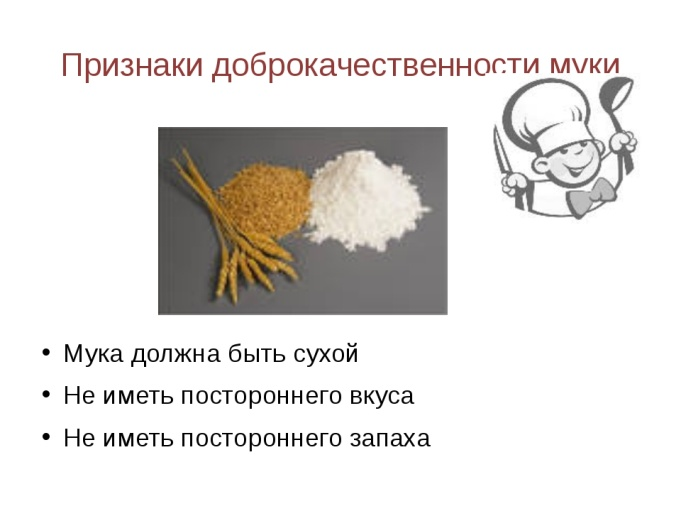 Признаки доброкачественности муки
Мука должна быть сухой
Не иметь постороннего вкуса
Не иметь постороннего запаха